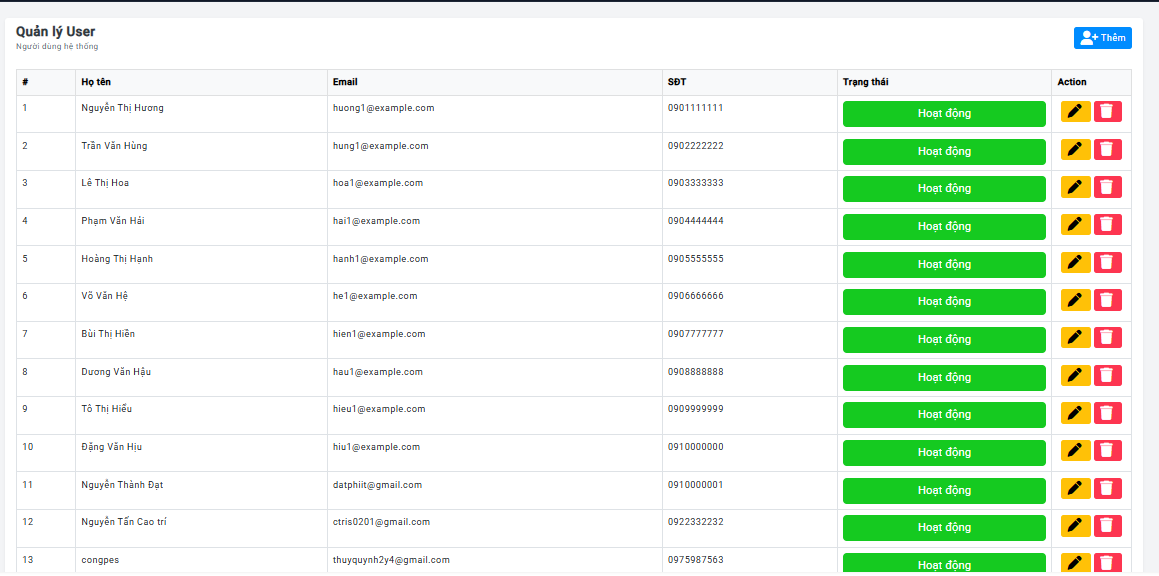 Quản lý User
Người dùng hệ thống
Thêm
# Họ tên Email SĐT Trạng thái Action
1 Nguyễn Thị Hương huong1@example.com 0901111111 Hoạt động
2 Trần Văn Hùng hung1@example.com 0902222222 Hoạt động
3 Lê Thị Hoa hoa1@example.com 0903333333 Hoạt động
4 Phạm Văn Hải hai1@example.com 0904444444 Hoạt động
5 Hoàng Thị Hạnh hanh1@example.com 0905555555 Hoạt động
6 Võ Văn Hệ he1@example.com 0906666666 Hoạt động
7 Bùi Thị Hiền hien1@example.com 0907777777 Hoạt động
8 Dương Văn Hậu hau1@example.com 0908888888 Hoạt động
9 Tô Thị Hiếu hieu1@example.com 0909999999 Hoạt động
10 Đặng Văn Hịu hiu1@example.com 0910000000 Hoạt động
11 Nguyễn Thành Đạt datphiit@gmail.com 0910000001 Hoạt động
12 Nguyễn Tấn Cao trí ctris0201@gmail.com 0922332232 Hoạt động
13 congpes thuyquynh2y4@gmail.com 0975987563 Hoạt động